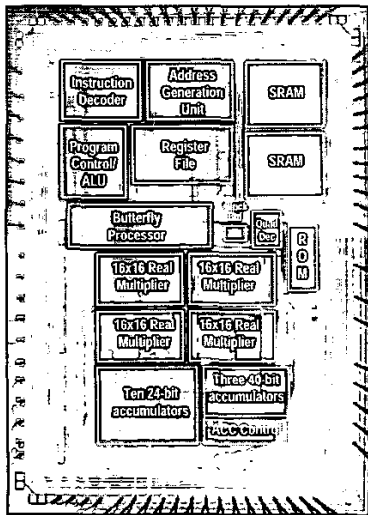 Instruction
Decoder
Address
Generation
Unit
SRAM
Program
Control/
ALU
Register
File
SRAM
Butterfly
Processor
Quad
Dec
R
O
M
16x16 Real
Multiplier
16x16 Real
Multiplier
16x16 Real
Multiplier
16x16 Real
Multiplier
Ten 24-bit
accumulators
Three 40-bit
accumulators
ACC Control